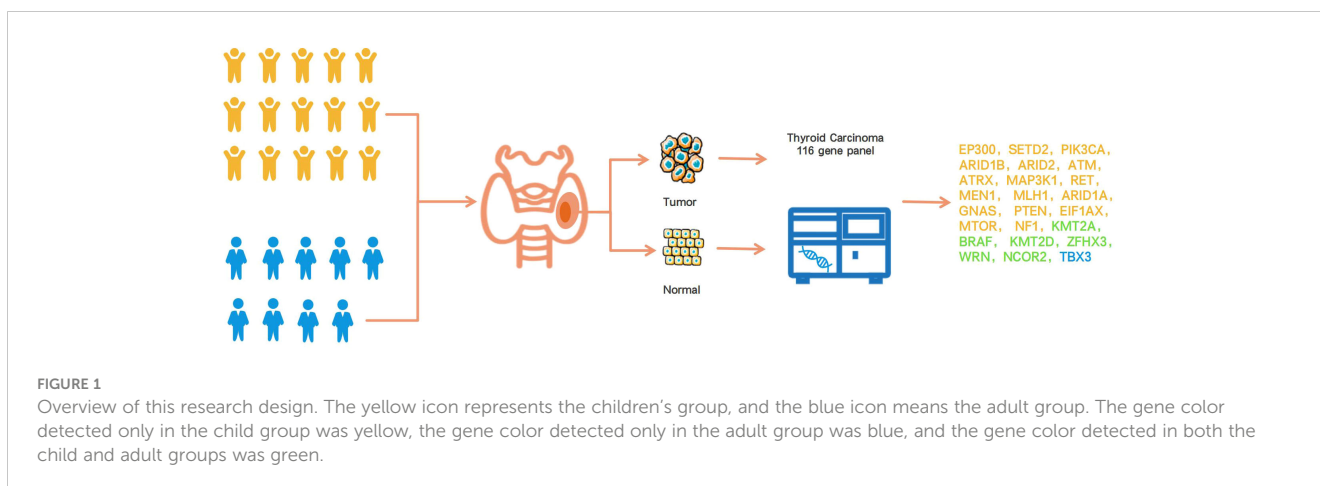 Thyroid Carcinoma
116 gene panel
Tumor
Normal
EP300, SETD2, PIK3CA,
ARID1B, ARID2, ATM,
ATRX, MAP3K1, RET,
MEN1, MLH1, ARID1A,
GNAS, PTEN, EIF1AX,
MTOR, NF1, KMT2A,
BRAF, KMT2D, ZFHX3,
WRN, NCOR2, TBX3
FIGURE 1
Overview of this research design. The yellow icon represents the children's group, and the blue icon means the adult group. The gene color
detected only in the child group was yellow, the gene color detected only in the adult group was blue, and the gene color detected in both the
child and adult groups was green.